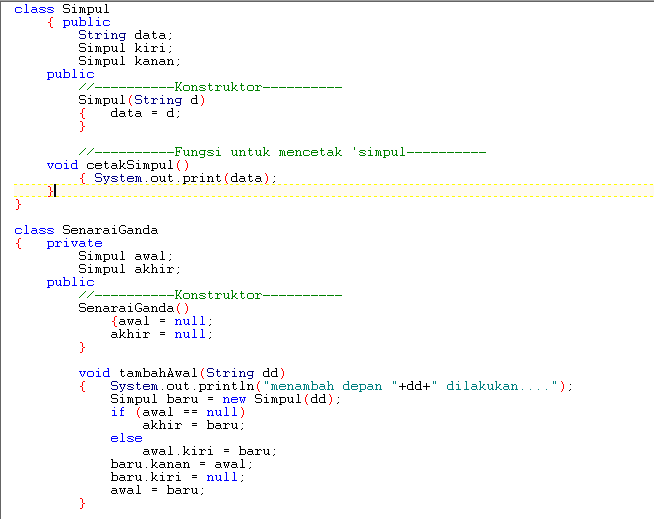 class Simpul
    { public
        String data;
        Simpul kiri;
        Simpul kanan;
    public
        //----------Konstruktor----------
        Simpul(String d)
        {   data = d;
        }

        //----------Fungsi untuk mencetak 'simpul----------
    void cetakSimpul()
        { System.out.print(data);
    }
}

class SenaraiGanda
{   private
        Simpul awal;
        Simpul akhir;
    public
        //----------Konstruktor----------
        SenaraiGanda()
            {awal = null;
            akhir = null;
        }

        void tambahAwal(String dd)
        {   System.out.println("menambah depan "+dd+" dilakukan....");
            Simpul baru = new Simpul(dd);
            if (awal == null)
                akhir = baru;
            else
                awal.kiri = baru;
            baru.kanan = awal;
            baru.kiri = null;
            awal = baru;
        }